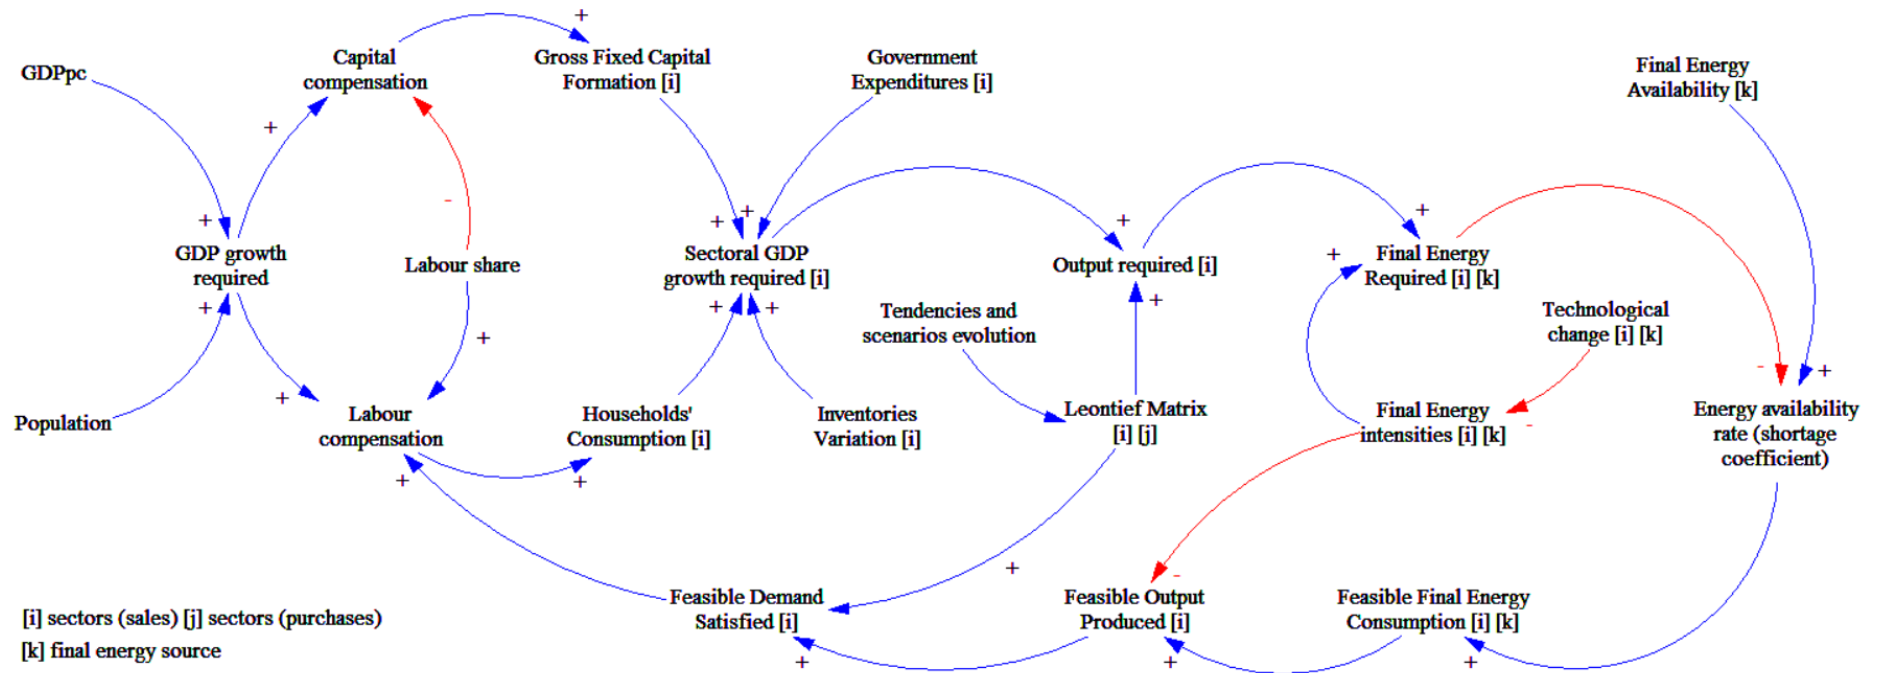 GDPpc
Capital
compensation
Gross Fixed Capital
Formation [i]
Government
Expenditures [i]
Final Energy
Availability [k]
+
+
+
-
+
+
+
+
GDP growth
required
Labour share
Sectoral GDP
growth required [i]
Output required [i]
Final Energy
Required [i] [k]
+
+
+
+
+
Tendencies and
scenarios evolution
Technological
change [i] [k]
+
+
-
+
Population
Labour
compensation
Households'
Consumption [i]
Inventories
Variation [i]
Leontief Matrix
[i] [j]
Final Energy
intensities [i] [k]
-
Energy availability
rate (shortage
coefficient)
+
+
+
-
Feasible Demand
Satisfied [i]
Feasible Output
Produced [i]
Feasible Final Energy
Consumption [i] [k]
+
+
+
[i] sectors (sales) [j] sectors (purchases)
[k] final energy source